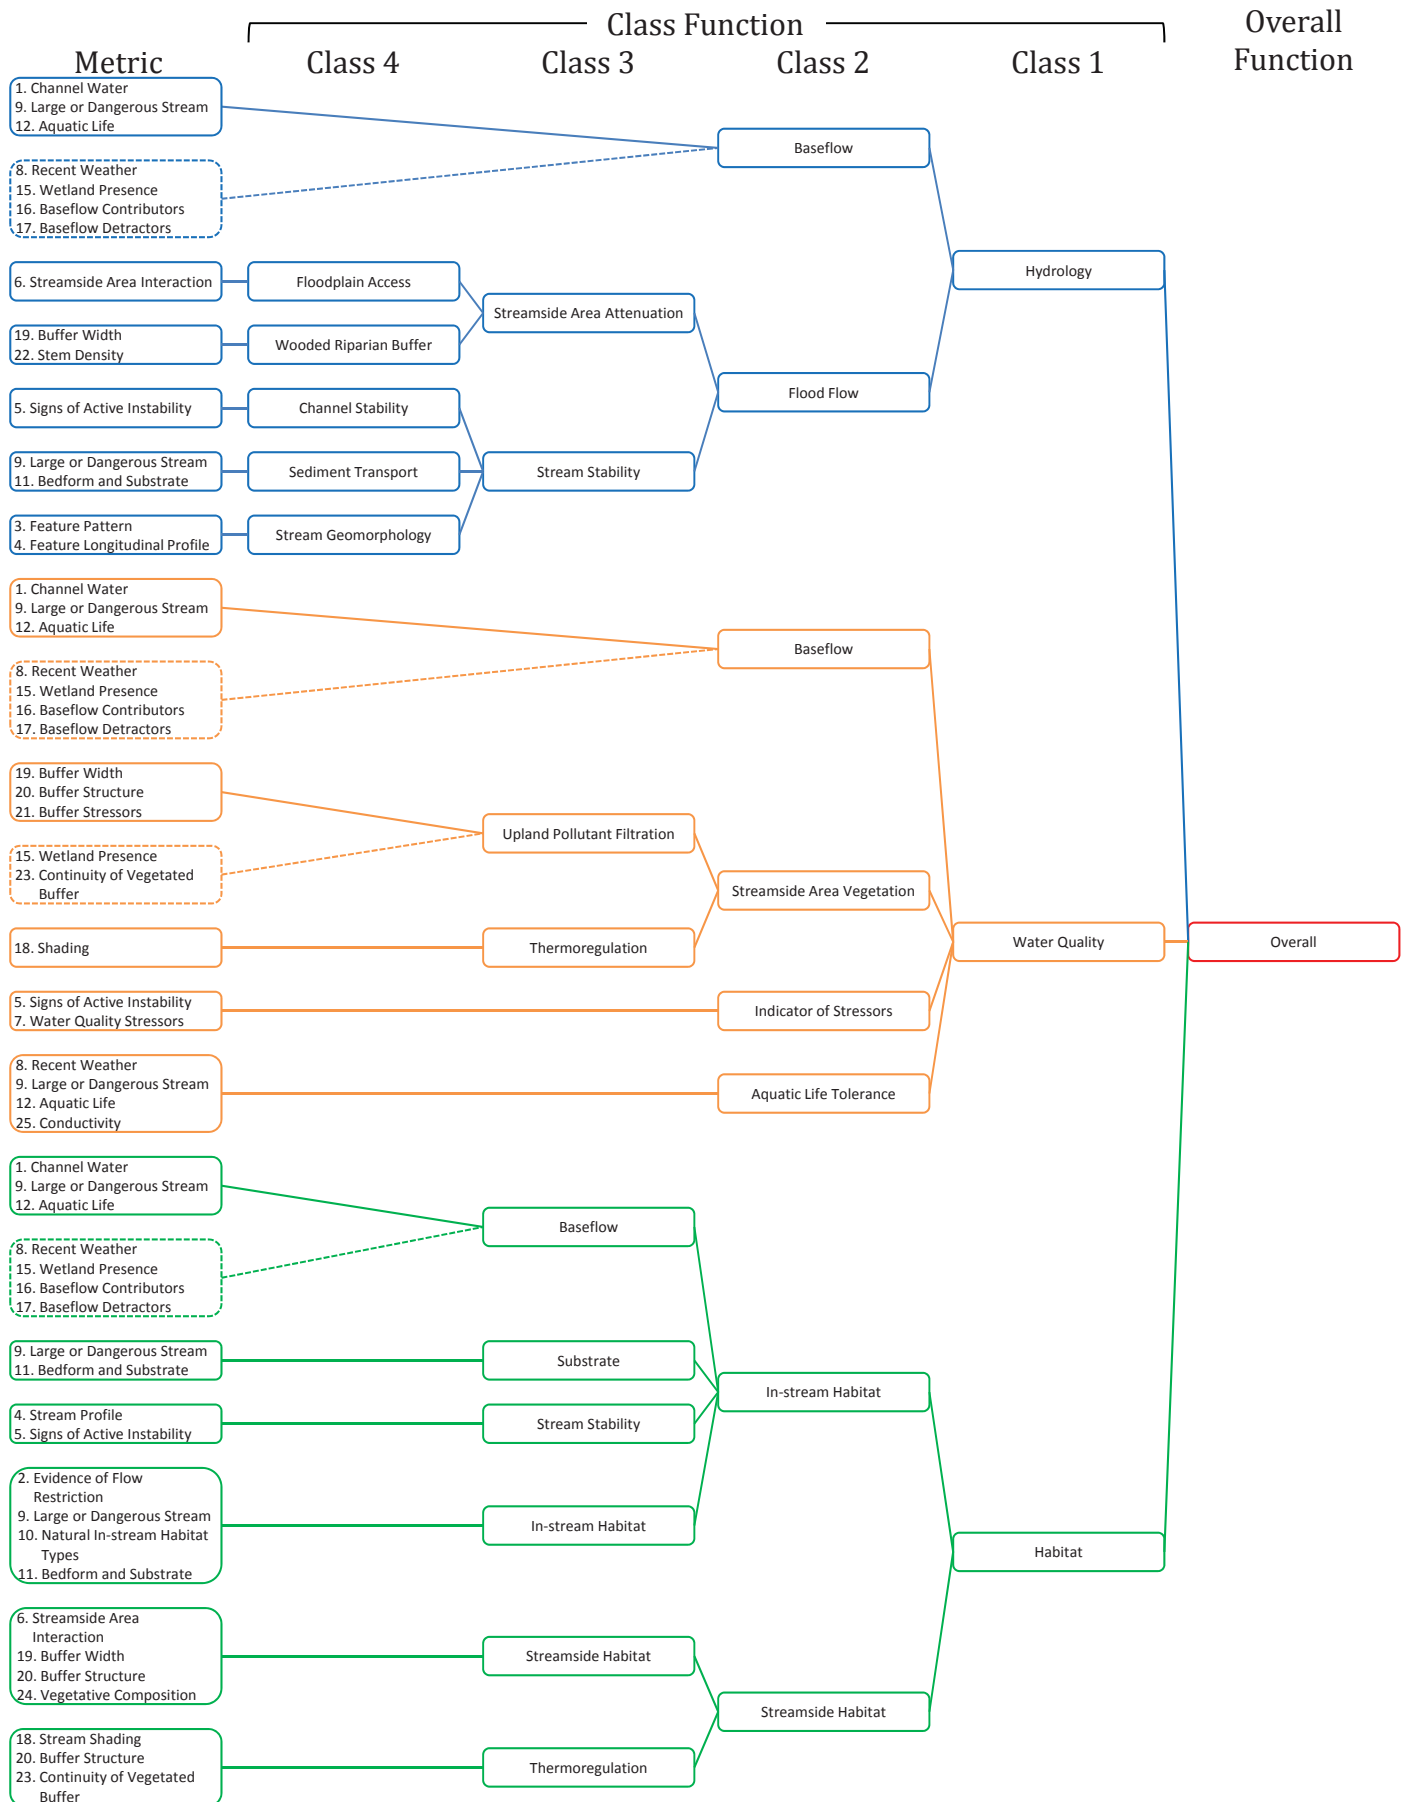 Class Function
Overall
Function
Metric
Class 4
Class 3
Class 2
Class 1
1. Channel Water
9. Large or Dangerous Stream
12. Aquatic Life
Baseflow
8. Recent Weather
15. Wetland Presence
16. Baseflow Contributors
17. Baseflow Detractors
Hydrology
6. Streamside Area Interaction
Floodplain Access
Streamside Area Attenuation
19. Buffer Width
22. Stem Density
Wooded Riparian Buffer
Flood Flow
5. Signs of Active Instability
Channel Stability
9. Large or Dangerous Stream
11. Bedform and Substrate
Sediment Transport
Stream Stability
3. Feature Pattern
4. Feature Longitudinal Profile
Stream Geomorphology
1. Channel Water
9. Large or Dangerous Stream
12. Aquatic Life
Baseflow
8. Recent Weather
15. Wetland Presence
16. Baseflow Contributors
17. Baseflow Detractors
19. Buffer Width
20. Buffer Structure
21. Buffer Stressors
Upland Pollutant Filtration
15. Wetland Presence
23. Continuity of Vegetated
Buffer
Streamside Area Vegetation
18. Shading
Thermoregulation
Water Quality
Overall
5. Signs of Active Instability
7. Water Quality Stressors
Indicator of Stressors
8. Recent Weather
9. Large or Dangerous Stream
12. Aquatic Life
25. Conductivity
Aquatic Life Tolerance
1. Channel Water
9. Large or Dangerous Stream
12. Aquatic Life
Baseflow
8. Recent Weather
15. Wetland Presence
16. Baseflow Contributors
17. Baseflow Detractors
9. Large or Dangerous Stream
11. Bedform and Substrate
Substrate
In-stream Habitat
4. Stream Profile
5. Signs of Active Instability
Stream Stability
2. Evidence of Flow
Restriction
9. Large or Dangerous Stream
10. Natural In-stream Habitat
Types
11. Bedform and Substrate
In-stream Habitat
Habitat
6. Streamside Area
Interaction
19. Buffer Width
20. Buffer Structure
24. Vegetative Composition
Streamside Habitat
Streamside Habitat
18. Stream Shading
20. Buffer Structure
23. Continuity of Vegetated
Buffer
Thermoregulation